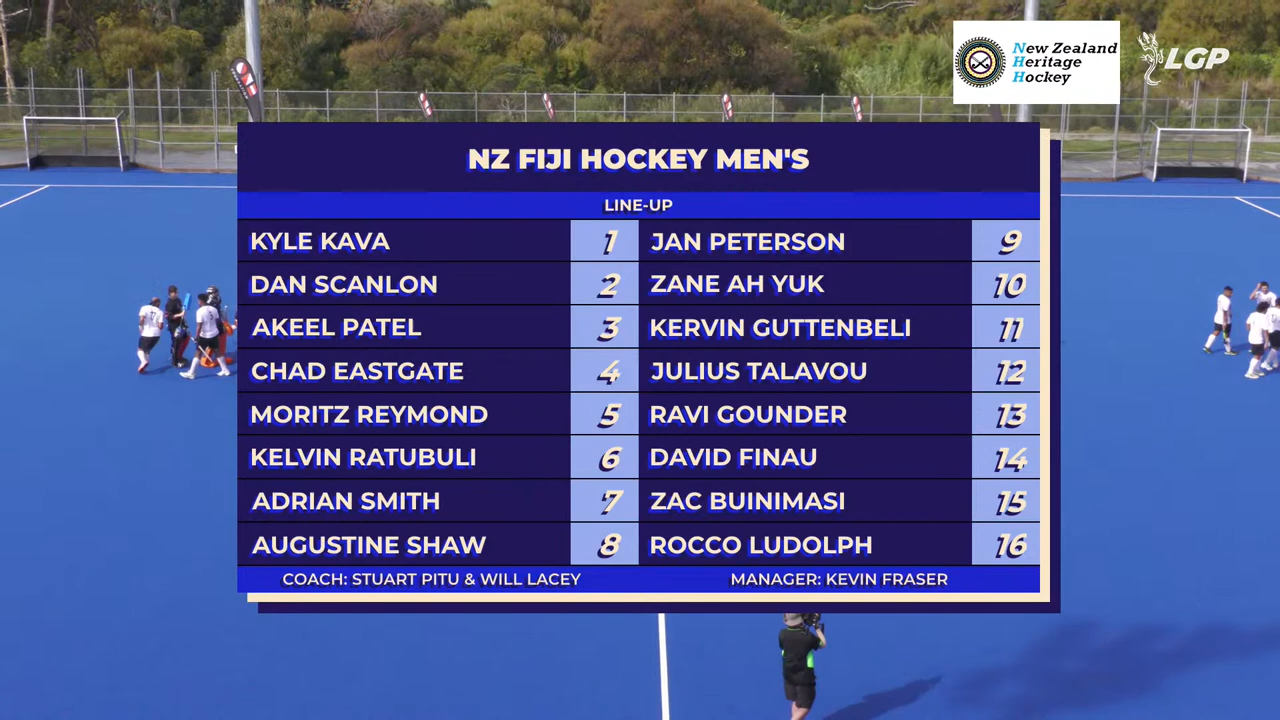 New Zealand
Heritage
Hockey
LGP
NZ FIJI HOCKEY MEN'S
LINE-UP
KYLE KAVA 1 JAN PETERSON 9
DAN SCANLON 2 ZANE AH YUK 10
AKEEL PATEL 3 KERVIN GUTTENBELI 11
CHAD EASTGATE 4 JULIUS TALAVOU 12
MORITZ REYMOND 5 RAVI GOUNDER 13
KELVIN RATUBULI 6 DAVID FINAU 14
ADRIAN SMITH 7 ZAC BUINIMASI 15
AUGUSTINE SHAW 8 ROCCO LUDOLPH 16
COACH: STUART PITU & WILL LACEY MANAGER: KEVIN FRASER